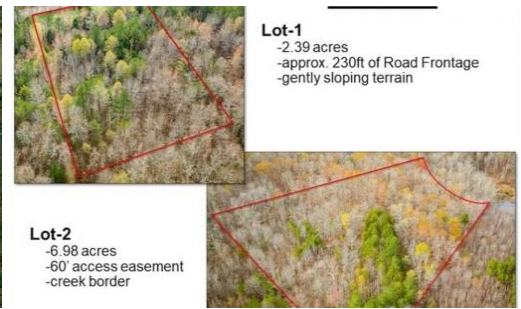 Lot-1
-2.39 acres
-approx. 230ft of Road Frontage
-gently sloping terrain
Lot-2
-6.98 acres
-60' access easement
-creek border